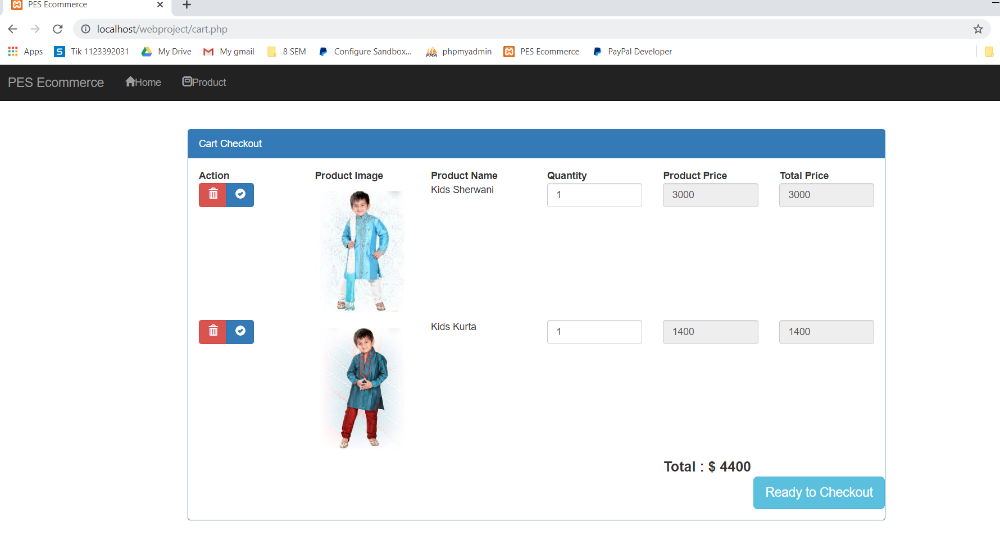 PES Ecommerce
localhost/webproject/cart.php
Apps S Tik 1123392031 My Drive My gmail 8 SEM Configure Sandbox... PMA phpmyadmin PES Ecommerce PayPal Developer
PES Ecommerce Home Product
Cart Checkout
Action Product Image Product Name Quantity Product Price Total Price
Kids Sherwani 1 3000 3000
Kids Kurta 1 1400 1400
Total : $ 4400
Ready to Checkout